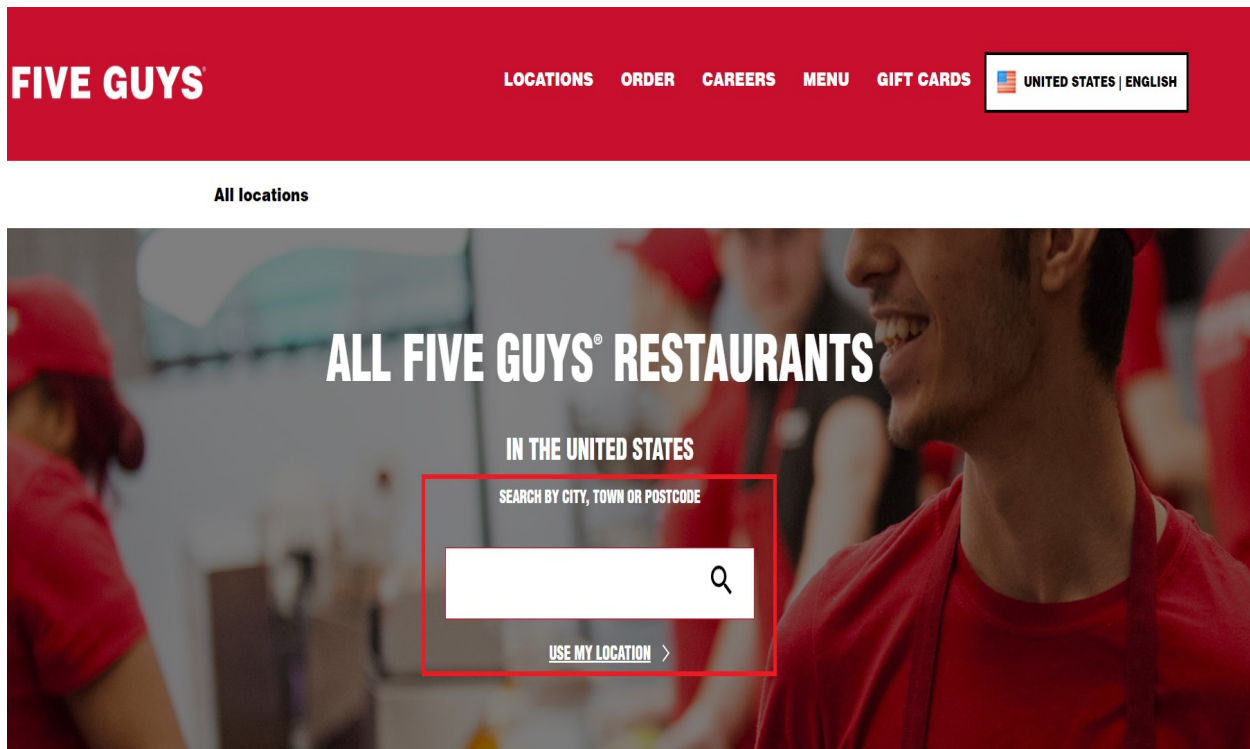 FIVE GUYS®
LOCATIONS ORDER CAREERS MENU GIFT CARDS UNITED STATES | ENGLISH
All locations
ALL FIVE GUYS® RESTAURANTS
IN THE UNITED STATES
SEARCH BY CITY, TOWN OR POSTCODE
USE MY LOCATION >